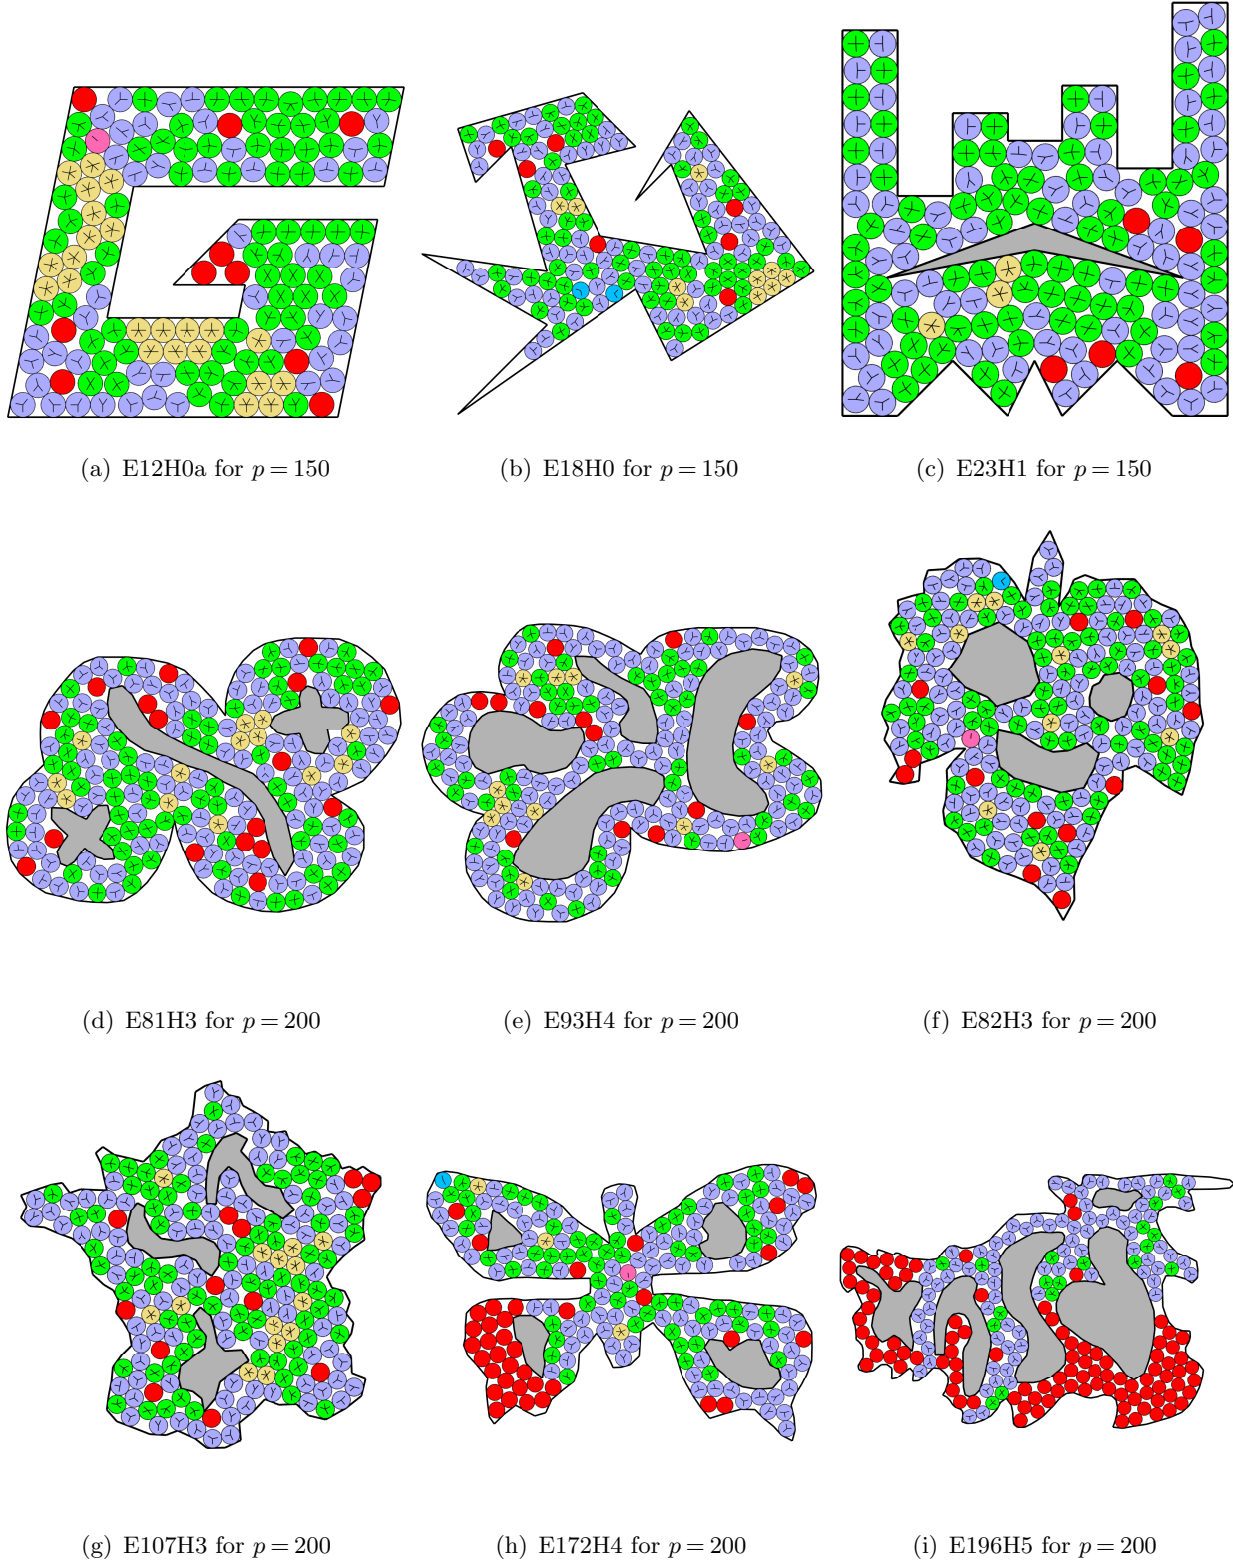 (a) E12H0a for p = 150
(b) E18H0 for p = 150
(c) E23H1 for p = 150
(d) E81H3 for p = 200
(e) E93H4 for p = 200
(f) E82H3 for p = 200
(g) E107H3 for p = 200
(h) E172H4 for p = 200
(i) E196H5 for p = 200